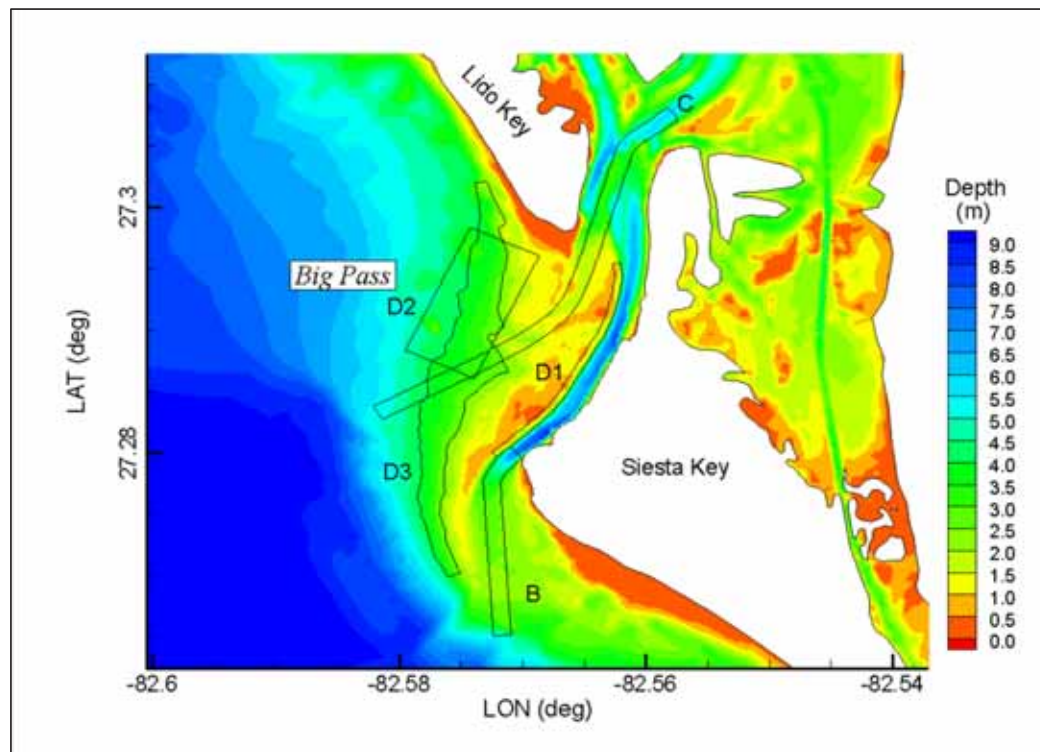 Lido Key
C
27.3
Depth
(m)
9.0
8.5
8.0
7.5
7.0
6.5
6.0
5.5
5.0
4.5
4.0
3.5
3.0
2.5
2.0
1.5
1.0
0.5
0.0
Big Pass
D2
LAT (deg)
D1
27.28
D3
Siesta Key
B
-82.6
-82.58
-82.56
-82.54
LON (deg)